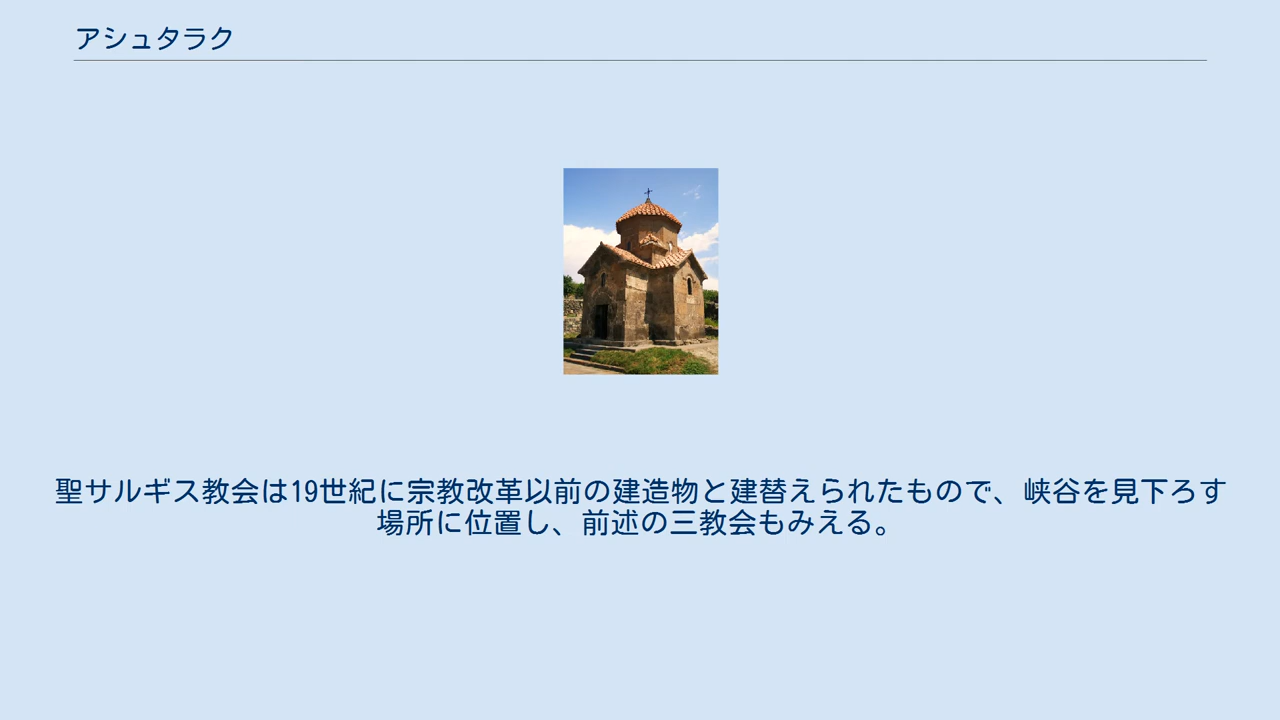 アシュタラク
聖サルギス教会は19世紀に宗教改革以前の建造物と建替えられたもので、峡谷を見下ろす
場所に位置し、前述の三教会もみえる。